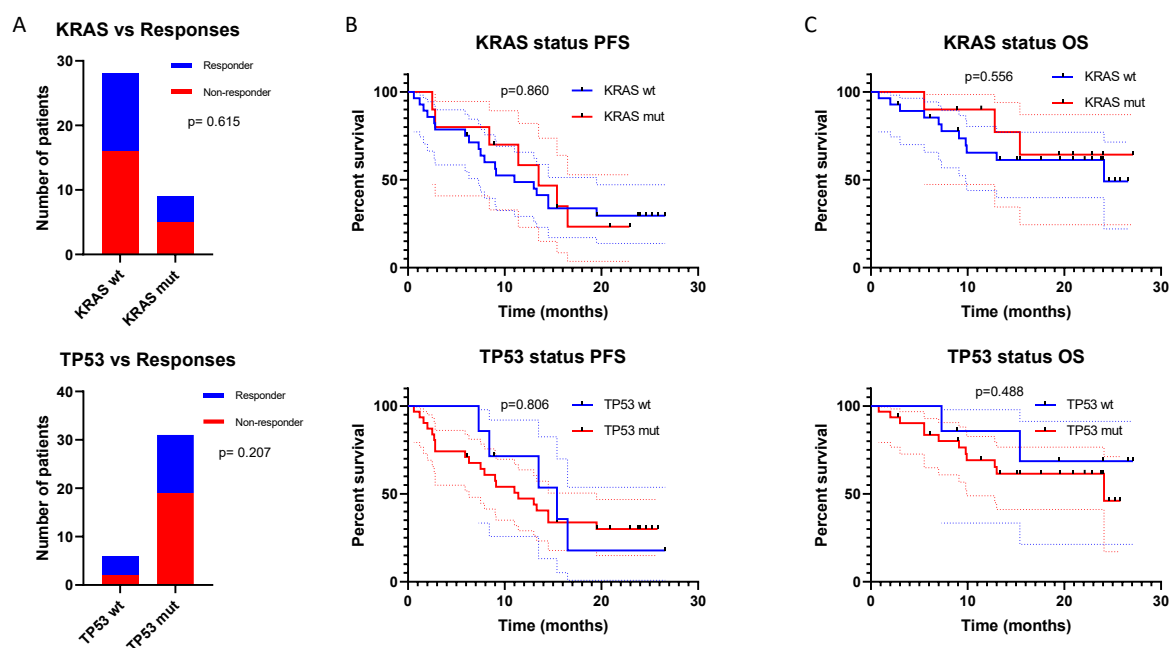 A
KRAS vs Responses
Number of patients
30
20
10
0
Responder
Non-responder
p= 0.615
KRAS wt
KRAS mut
B
KRAS status PFS
Percent survival
100
50
0
p=0.860
KRAS wt
KRAS mut
0 10 20 30
Time (months)
C
KRAS status OS
Percent survival
100
50
0
p=0.556
KRAS wt
KRAS mut
0 10 20 30
Time (months)
TP53 vs Responses
Number of patients
40
30
20
10
0
Responder
Non-responder
p= 0.207
TP53 wt
TP53 mut
TP53 status PFS
Percent survival
100
50
0
p=0.806
TP53 wt
TP53 mut
0 10 20 30
Time (months)
TP53 status OS
Percent survival
100
50
0
p=0.488
TP53 wt
TP53 mut
0 10 20 30
Time (months)